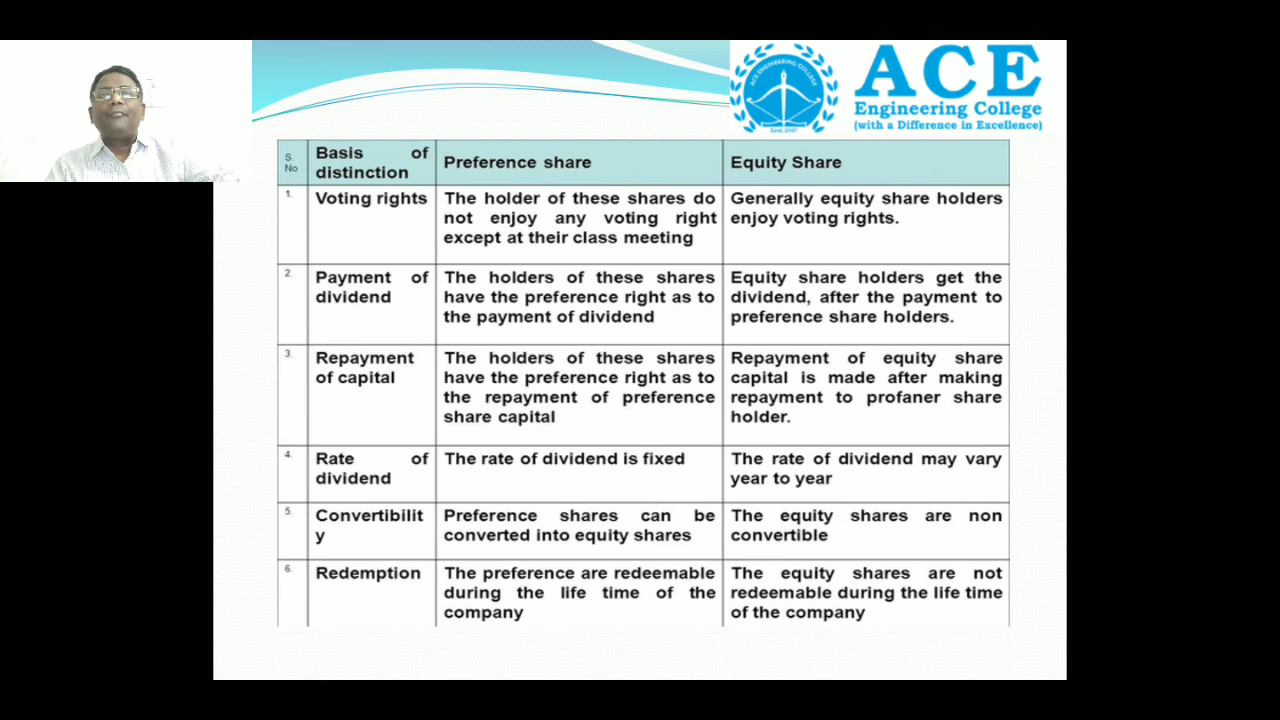 ACE ENGINEERING COLLEGE
ACE
Engineering College
(with a Difference in Excellence)
S. No
Basis of
distinction
Preference share
Equity Share
1.
Voting rights
The holder of these shares do
not enjoy any voting right
except at their class meeting
Generally equity share holders
enjoy voting rights.
2.
Payment of
dividend
The holders of these shares
have the preference right as to
the payment of dividend
Equity share holders get the
dividend, after the payment to
preference share holders.
3.
Repayment
of capital
The holders of these shares
have the preference right as to
the repayment of preference
share capital
Repayment of equity share
capital is made after making
repayment to profaner share
holder.
4.
Rate of
dividend
The rate of dividend is fixed
The rate of dividend may vary
year to year
5.
Convertibilit
y
Preference shares can be
converted into equity shares
The equity shares are non
convertible
6.
Redemption
The preference are redeemable
during the life time of the
company
The equity shares are not
redeemable during the life time
of the company